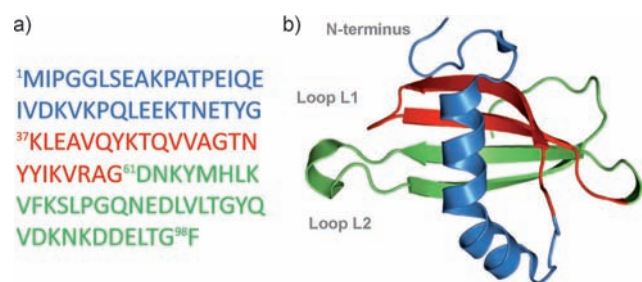 a)
¹MIPGGLSEAKPATPEIQE
IVDKVKPQLEEKTNETYG
³⁷KLEAVQYKTQVVAGTN
YYIKVRAG⁶¹DNKYMHLK
VFKSLPGQNEDLVLTGYQ
VDKNKDDELTG⁹⁸F
b)
N-terminus
Loop L1
Loop L2